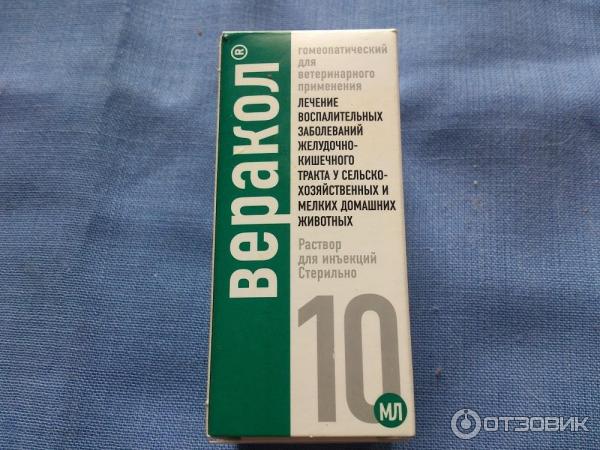 Веракол®
гомеопатический
для
ветеринарного
применения
ЛЕЧЕНИЕ
ВОСПАЛИТЕЛЬНЫХ
ЗАБОЛЕВАНИЙ
ЖЕЛУДОЧНО-
КИШЕЧНОГО
ТРАКТА У СЕЛЬСКО-
ХОЗЯЙСТВЕННЫХ И
МЕЛКИХ ДОМАШНИХ
ЖИВОТНЫХ
Раствор
для инъекций
Стерильно
10
МЛ
ОТЗОВИК